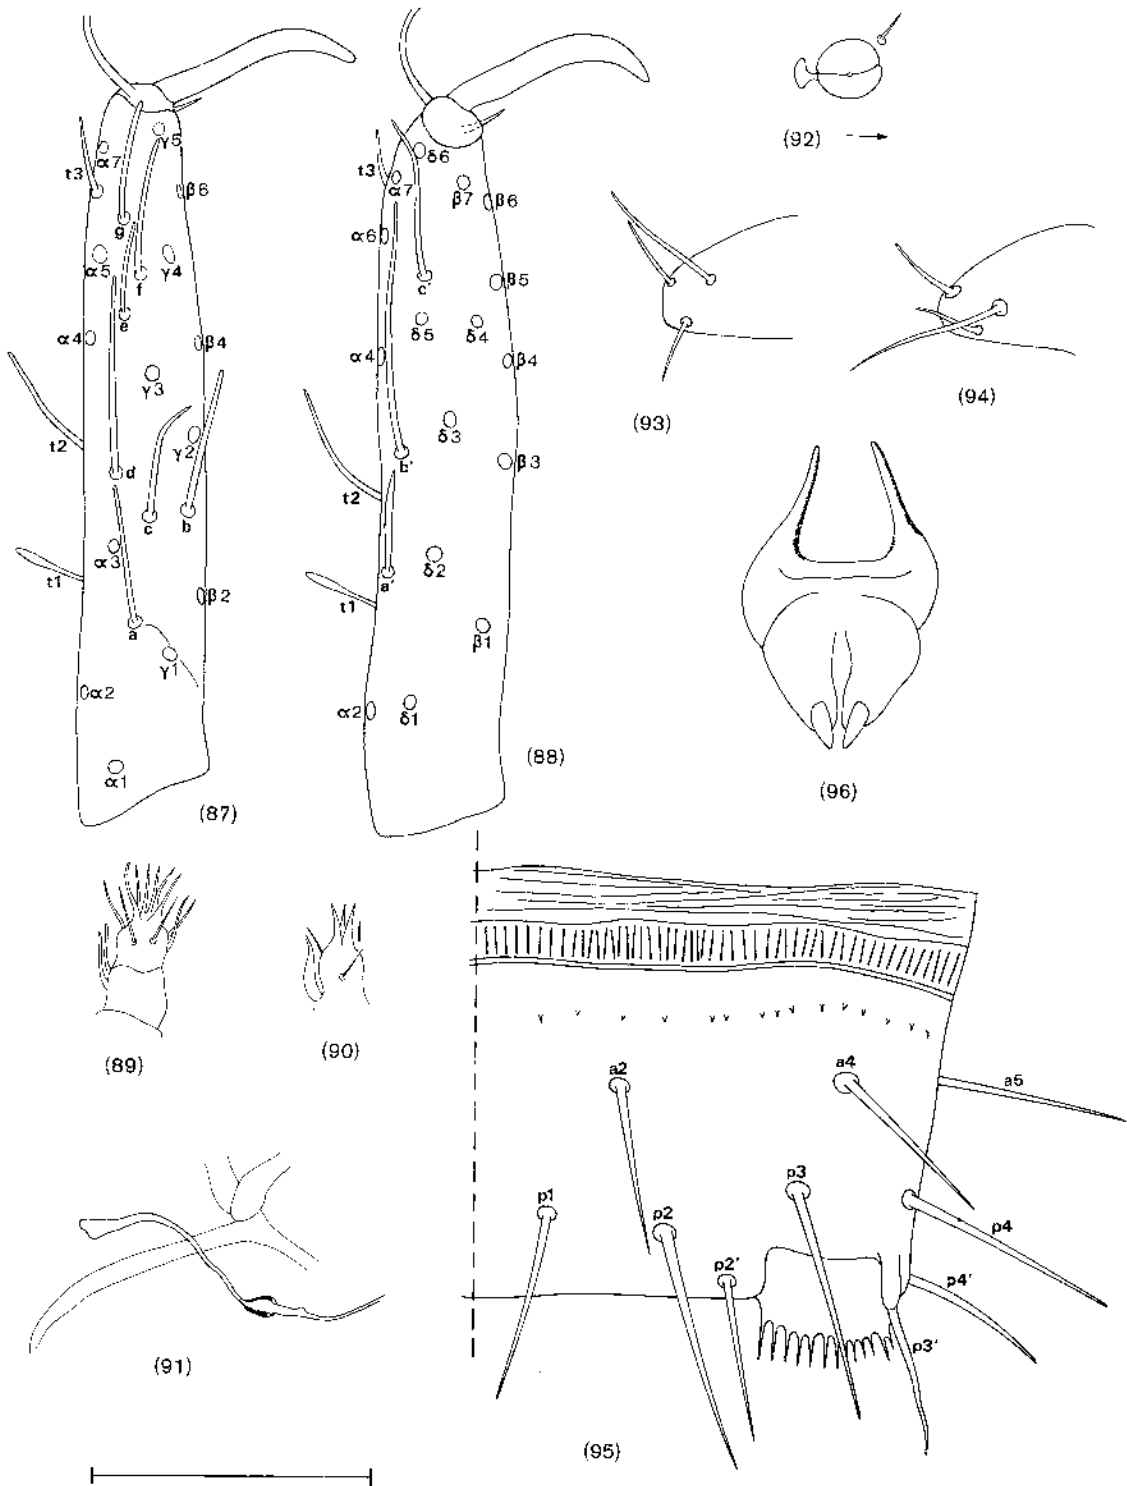 t3
α7
γ5
β6
g
α5
f
γ4
e
α4
β4
γ3
t2
γ2
d
c
b
α3
t1
β2
a
γ1
α2
α1
(87)
δ6
t3
α7
β7
β6
α6
c'
β5
δ5
δ4
α4
β4
δ3
b'
β3
t2
δ2
a'
t1
β1
α2
δ1
(88)
(92)
(93)
(94)
(96)
(89)
(90)
(91)
a2
a4
a5
p1
p2
p3
p4
p2'
p4'
p3'
(95)